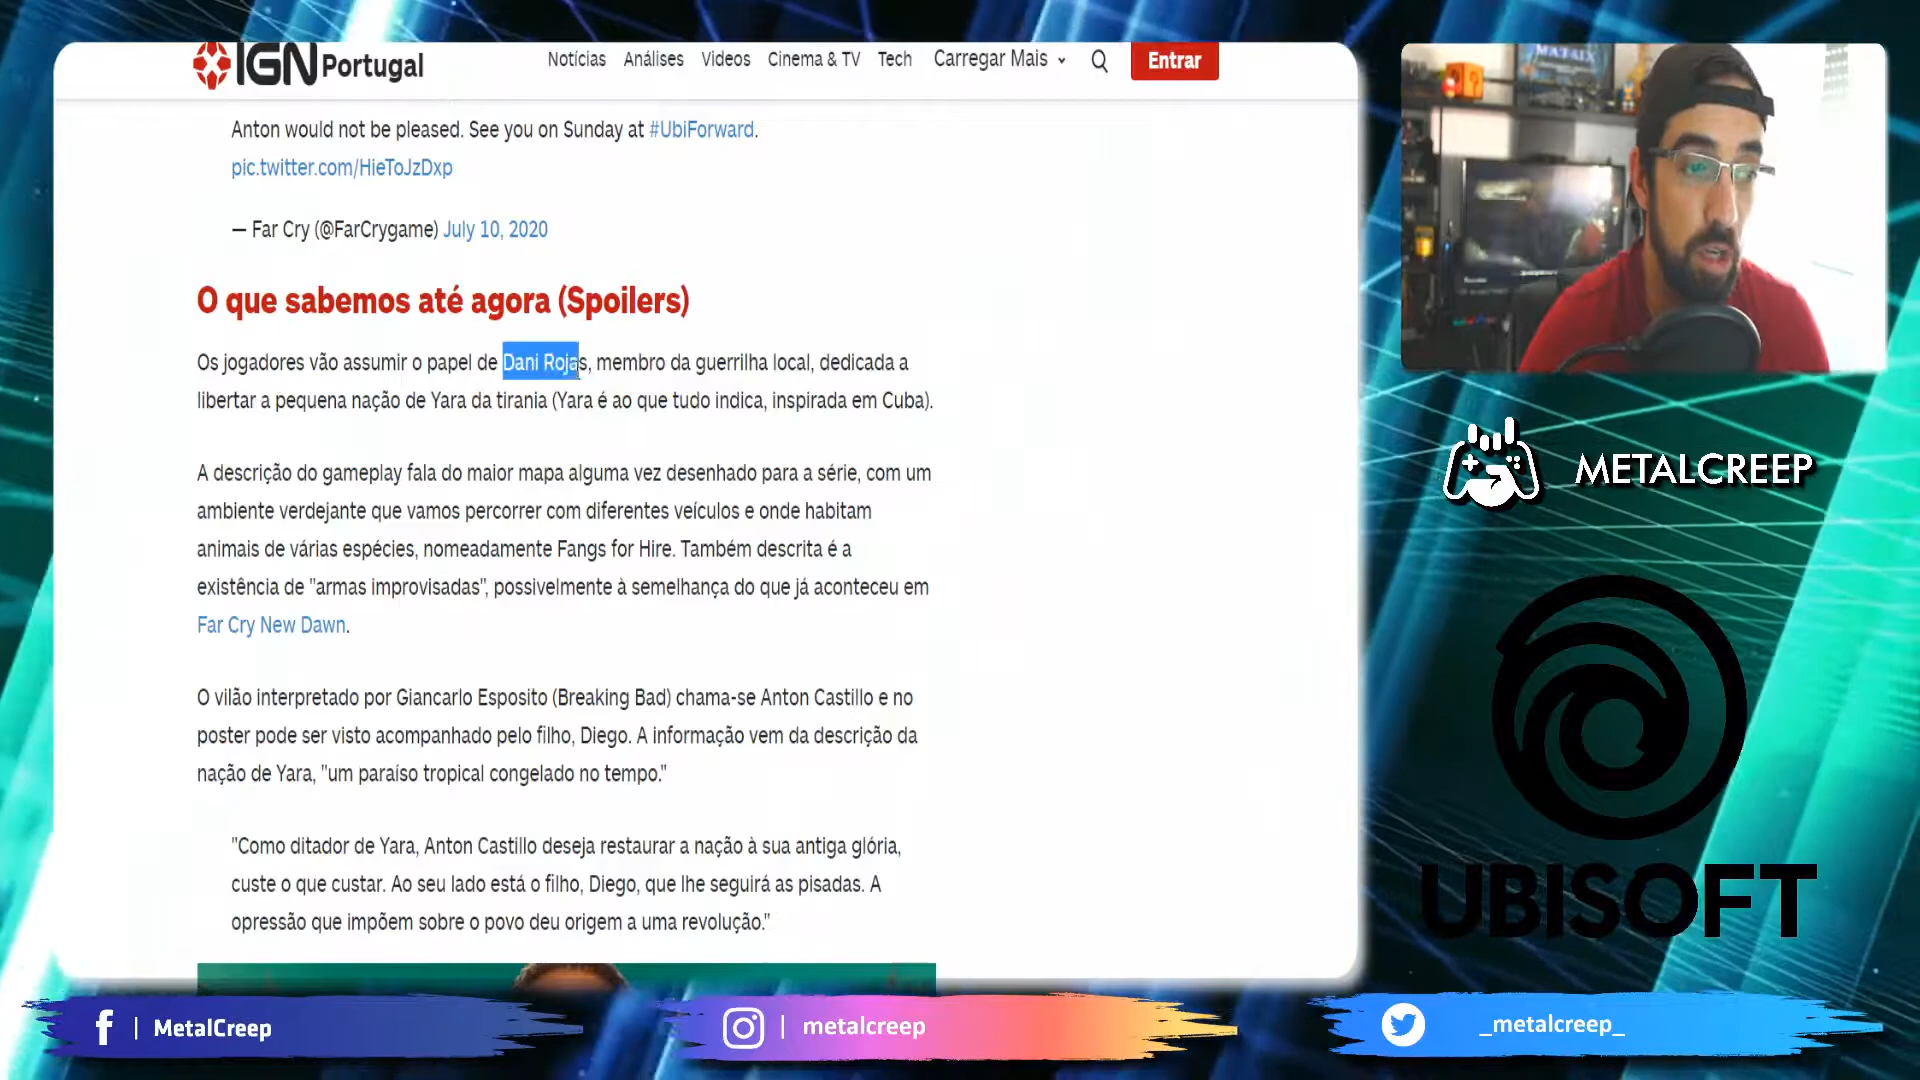 IGN Portugal
Notícias Análises Videos Cinema & TV Tech Carregar Mais Entrar
Anton would not be pleased. See you on Sunday at #UbiForward.
pic.twitter.com/HieToJzDxp
— Far Cry (@FarCrygame) July 10, 2020
O que sabemos até agora (Spoilers)
Os jogadores vão assumir o papel de Dani Rojas, membro da guerrilha local, dedicada a
libertar a pequena nação de Yara da tirania (Yara é ao que tudo indica, inspirada em Cuba).
A descrição do gameplay fala do maior mapa alguma vez desenhado para a série, com um
ambiente verdejante que vamos percorrer com diferentes veículos e onde habitam
animais de várias espécies, nomeadamente Fangs for Hire. Também descrita é a
existência de "armas improvisadas", possivelmente à semelhança do que já aconteceu em
Far Cry New Dawn.
O vilão interpretado por Giancarlo Esposito (Breaking Bad) chama-se Anton Castillo e no
poster pode ser visto acompanhado pelo filho, Diego. A informação vem da descrição da
nação de Yara, "um paraíso tropical congelado no tempo."
"Como ditador de Yara, Anton Castillo deseja restaurar a nação à sua antiga glória,
custe o que custar. Ao seu lado está o filho, Diego, que lhe seguirá as pisadas. A
opressão que impõem sobre o povo deu origem a uma revolução."
MATRIX
METALCREEP
UBISOFT
f | MetalCreep
| metalcreep
_metalcreep_